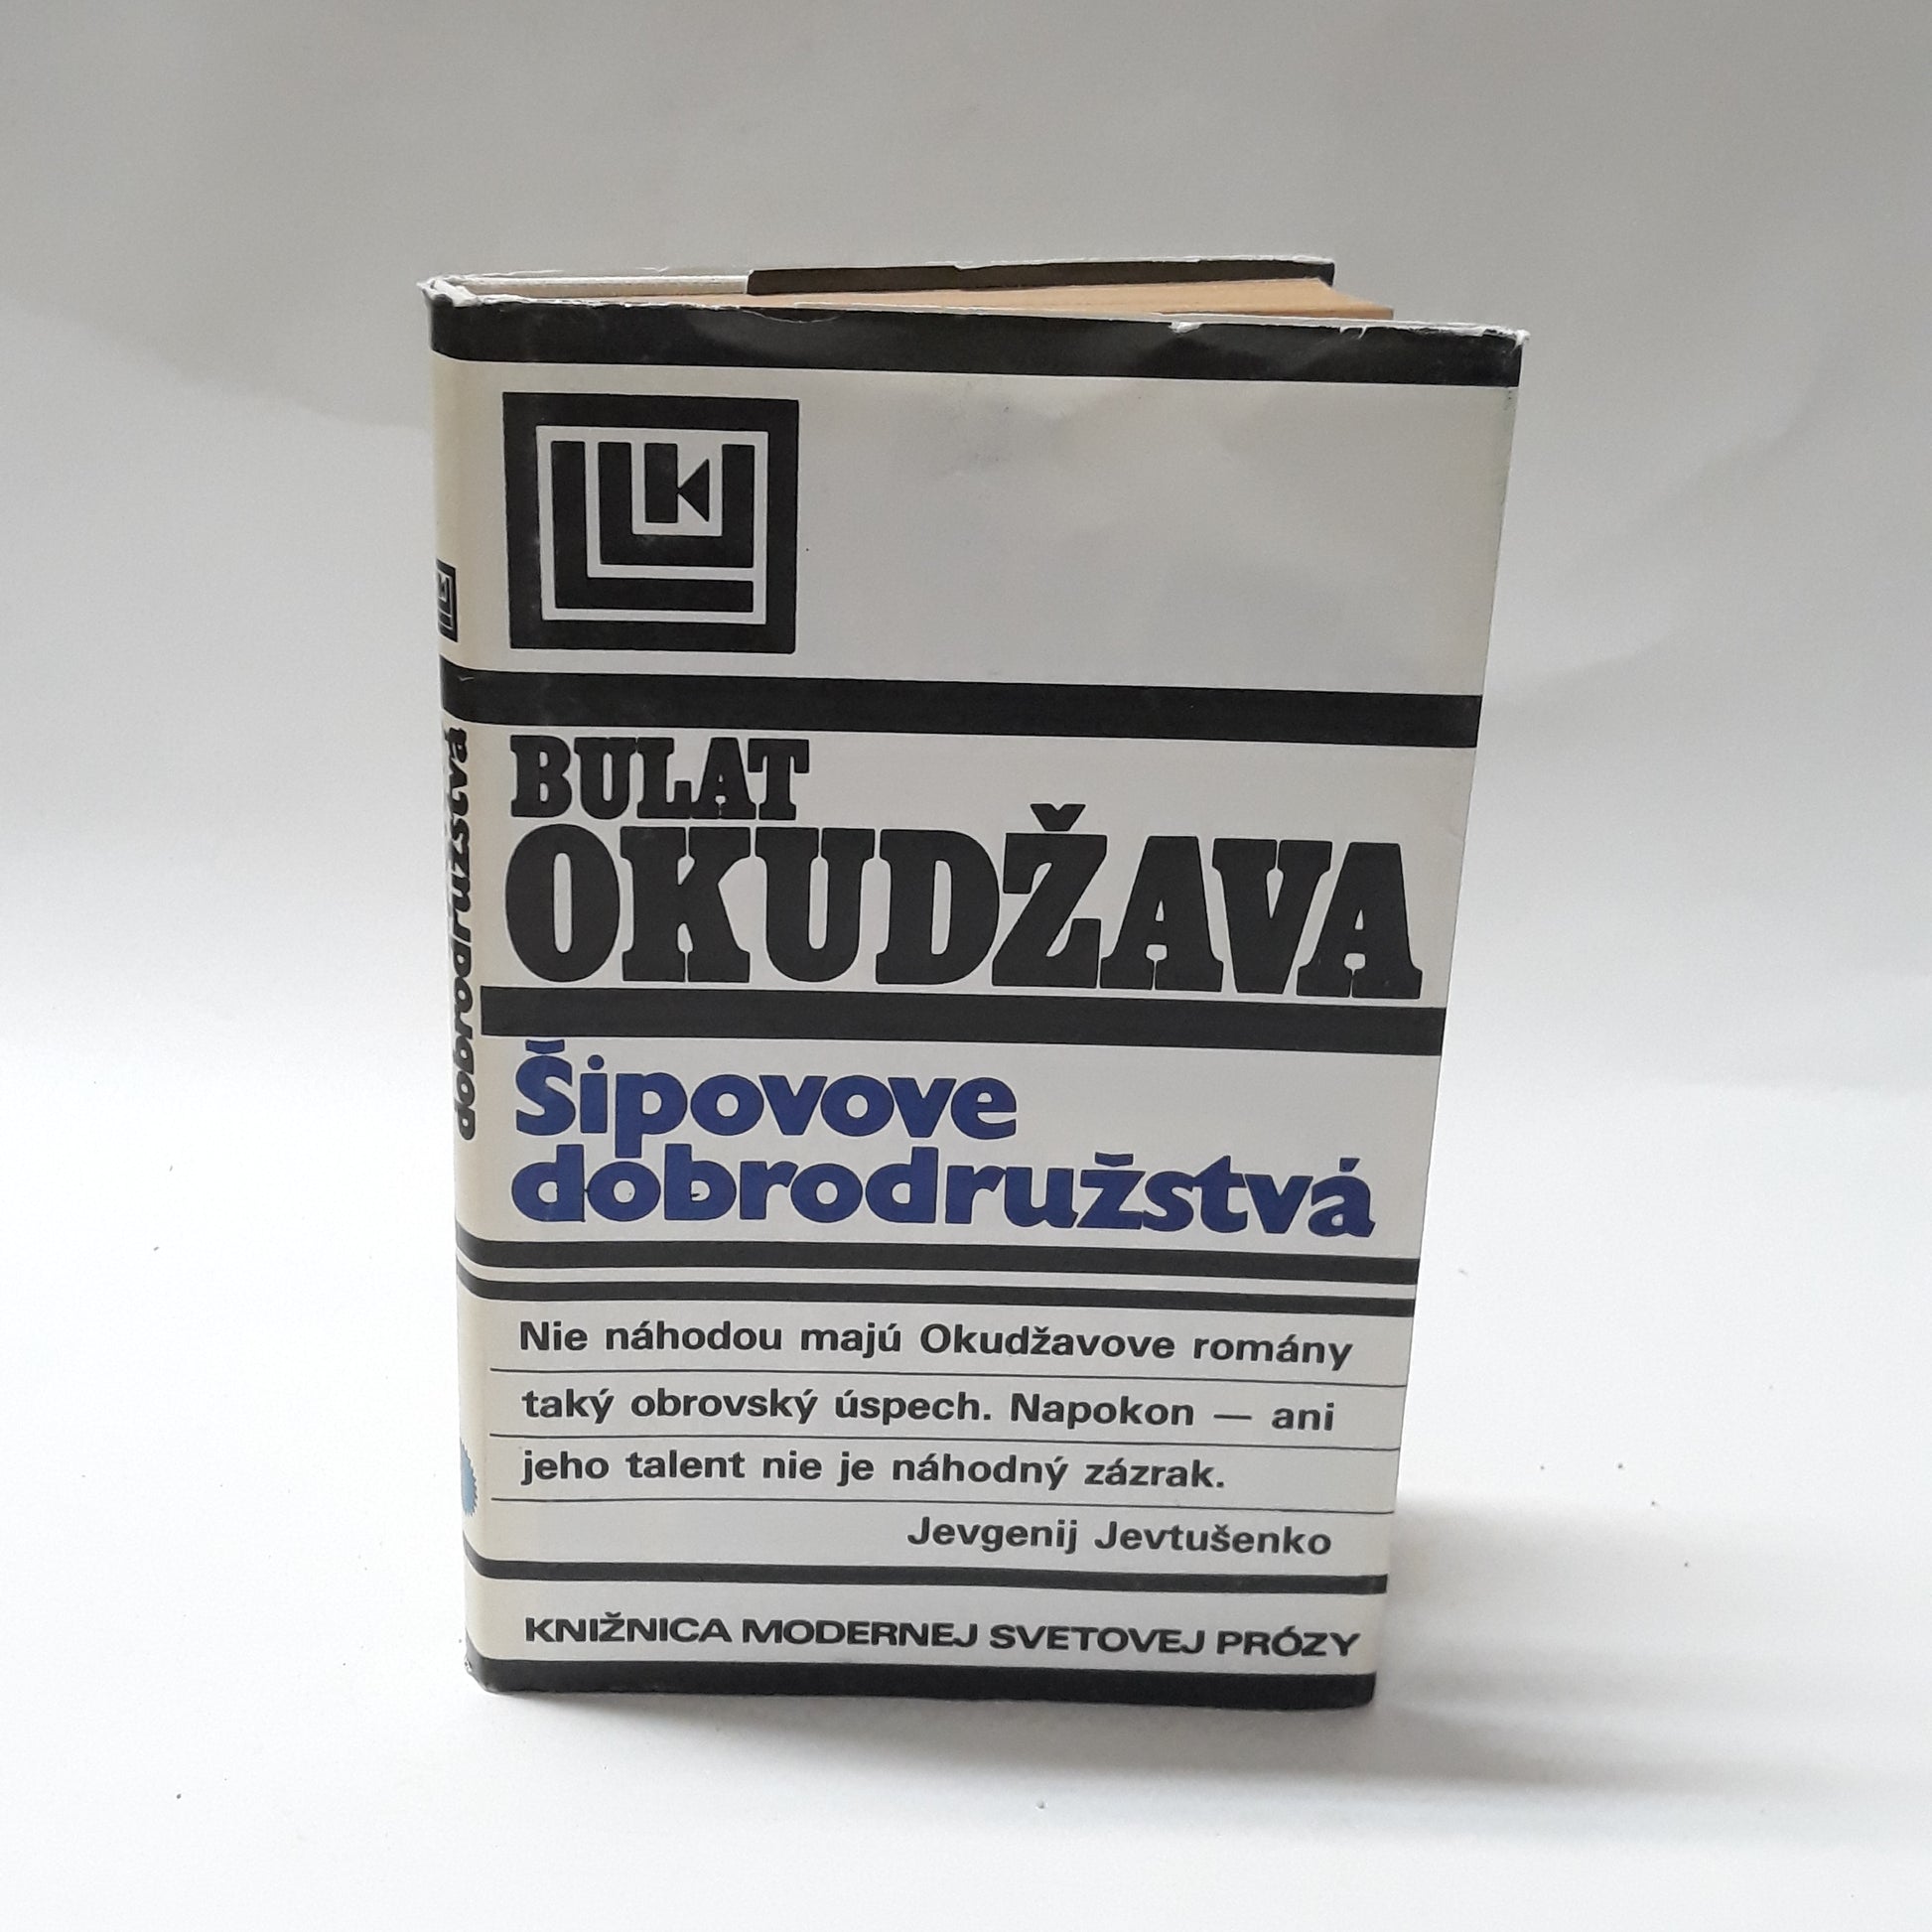 BULAT
OKUDŽAVA
Šipovove
dobrodružstvá
Nie náhodou majú Okudžavove romány
taký obrovský úspech. Napokon — ani
jeho talent nie je náhodný zázrak.
Jevgenij Jevtušenko
KNIŽNICA MODERNEJ SVETOVEJ PRÓZY
dobrodružstvá